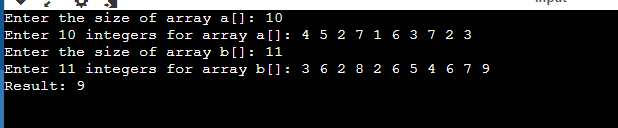 input
Enter the size of array a[]: 10
Enter 10 integers for array a[]: 4 5 2 7 1 6 3 7 2 3
Enter the size of array b[]: 11
Enter 11 integers for array b[]: 3 6 2 8 2 6 5 4 6 7 9
Result: 9